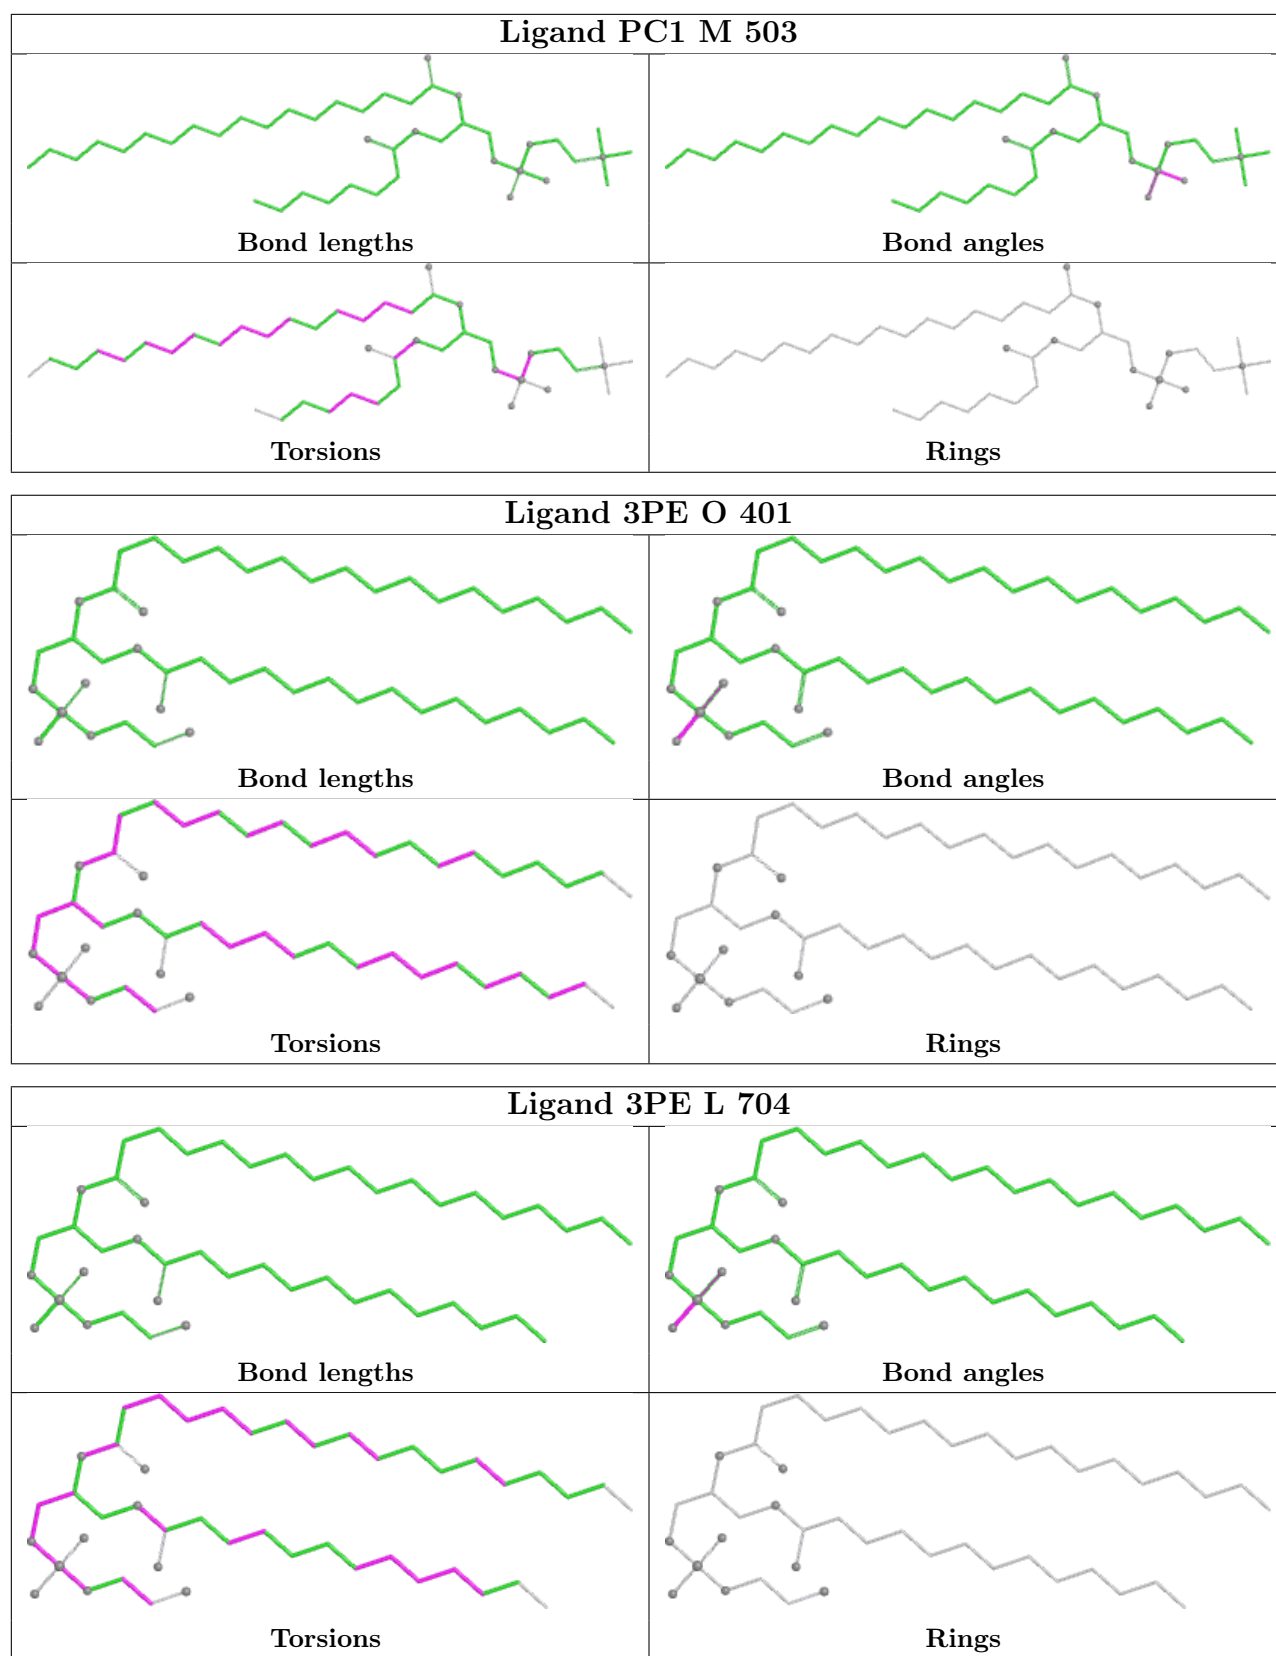 Ligand PC1 M 503
Bond lengths
Bond angles
Torsions
Rings
Ligand 3PE O 401
Bond lengths
Bond angles
Torsions
Rings
Ligand 3PE L 704
Bond lengths
Bond angles
Torsions
Rings